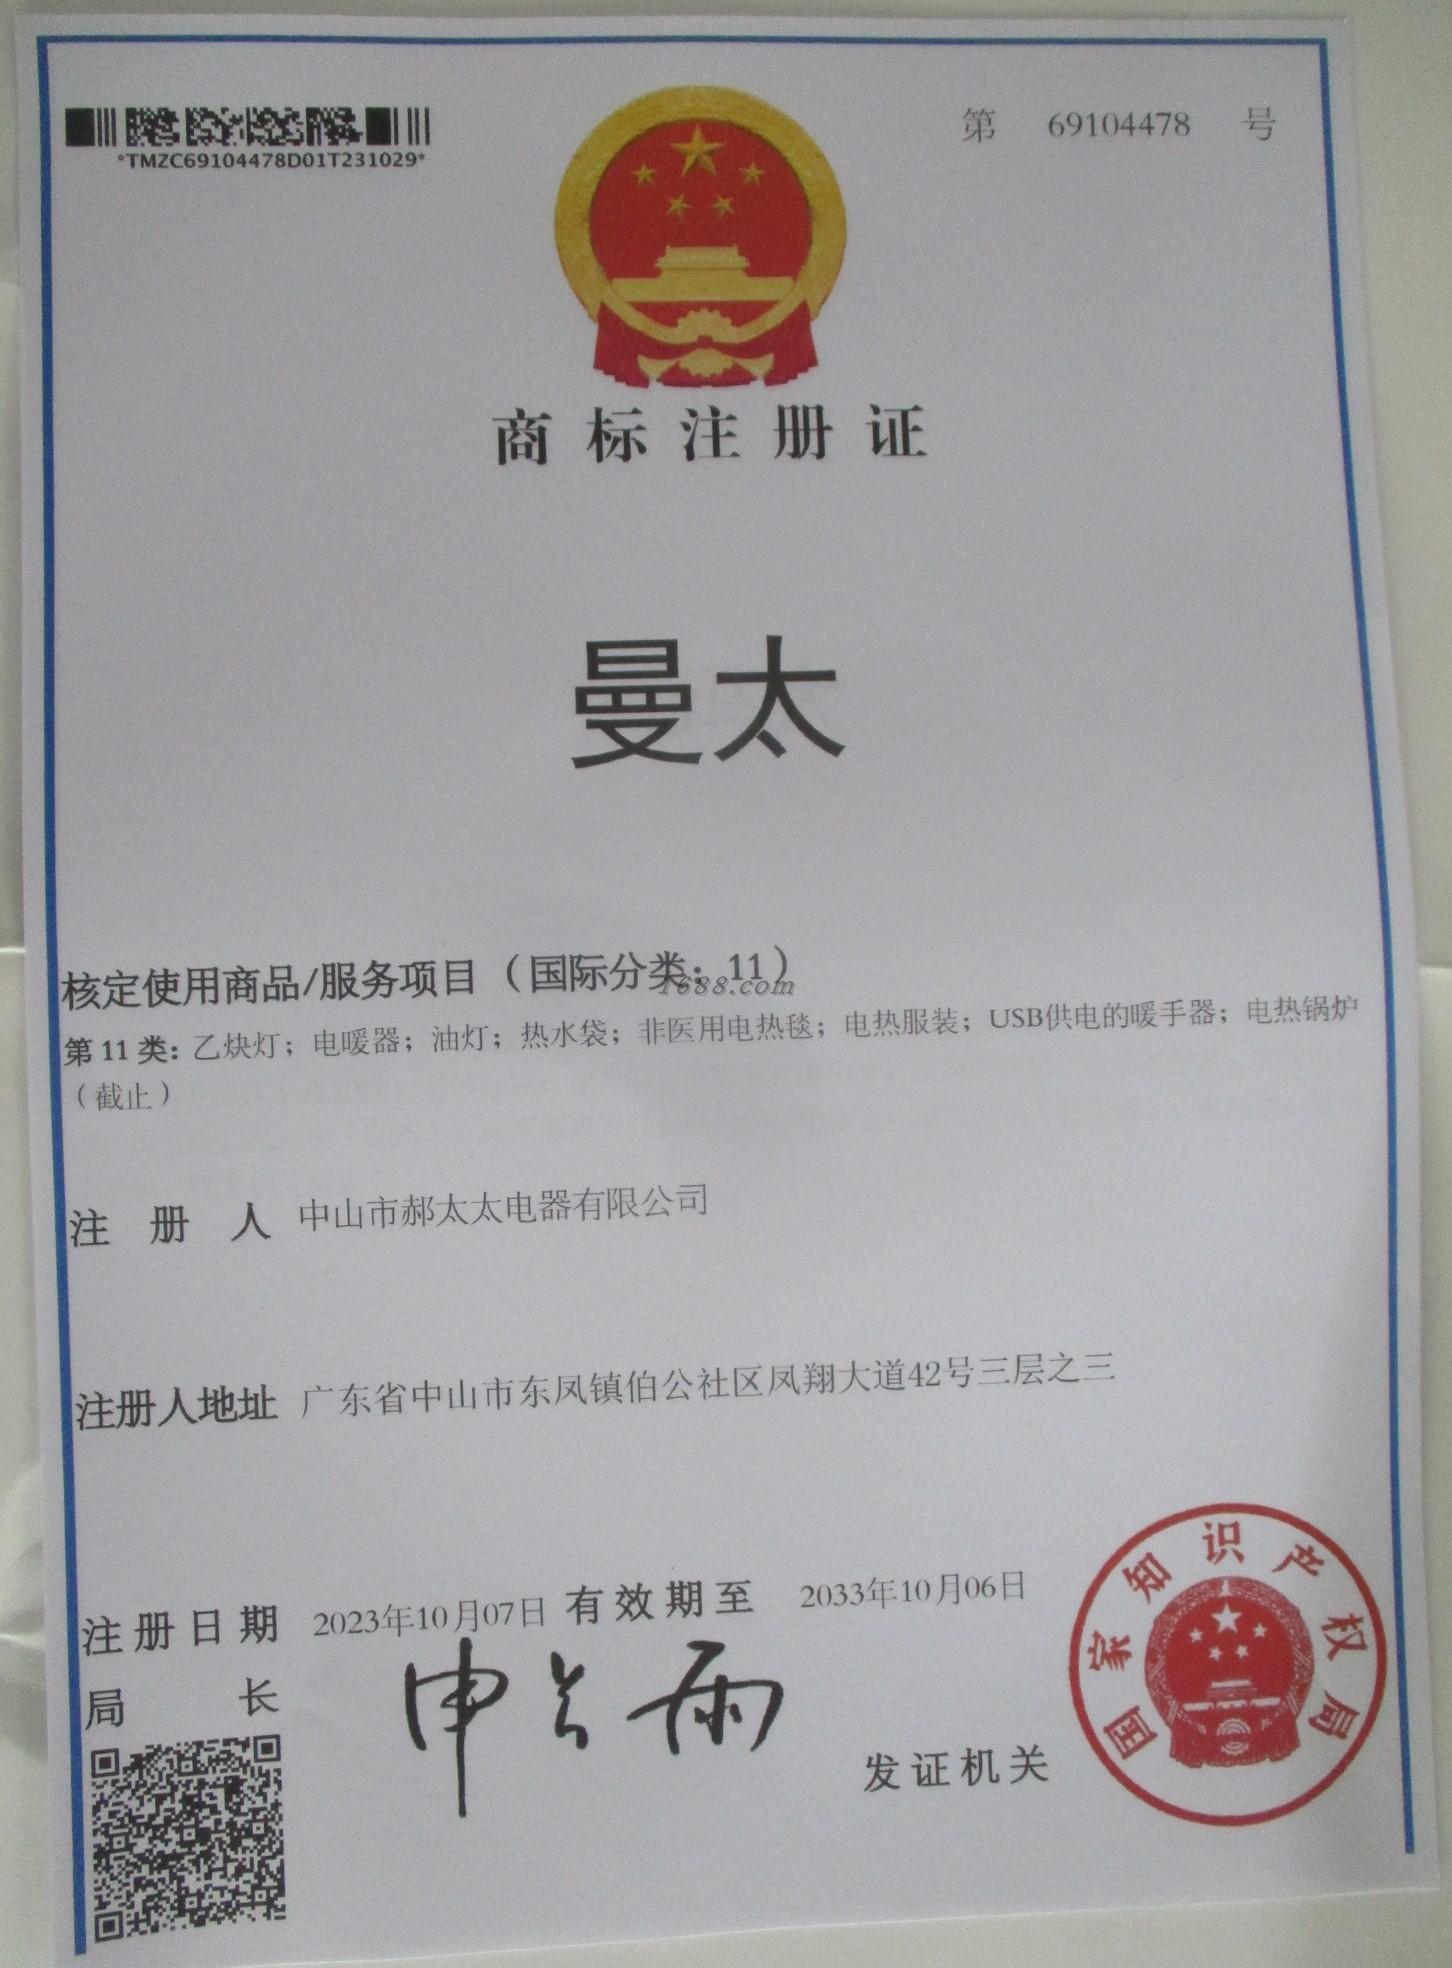 *TMZC69104478D01T231029*
第 69104478 号
商标注册证
曼太
核定使用商品/服务项目（国际分类：11）
1688.com
第 11 类：乙炔灯；电暖器；油灯；热水袋；非医用电热毯；电热服装；USB供电的暖手器；电热锅炉
（截止）
注册人 中山市郝太太电器有限公司
注册人地址 广东省中山市东凤镇伯公社区凤翔大道42号三层之三
注册日期 2023年10月07日 有效期至 2033年10月06日
局长 申长雨
发证机关
国家知识产权局